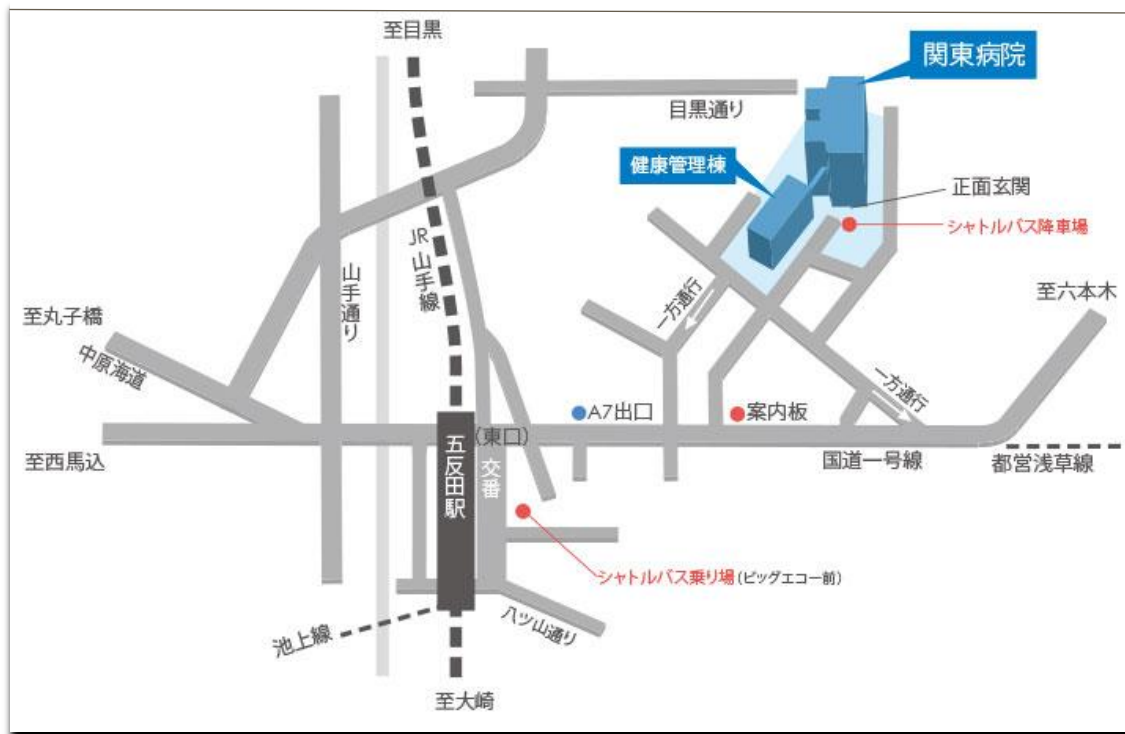 至目黒
関東病院
目黒通り
健康管理棟
正面玄関
シャトルバス降車場
JR
山手線
山手通り
一方通行
至六本木
至丸子橋
中原海道
一方通行
A7出口
案内板
(東口)
至西馬込
五反田駅
交番
国道一号線
都営浅草線
シャトルバス乗り場(ビッグエコー前)
八ツ山通り
池上線
至大崎